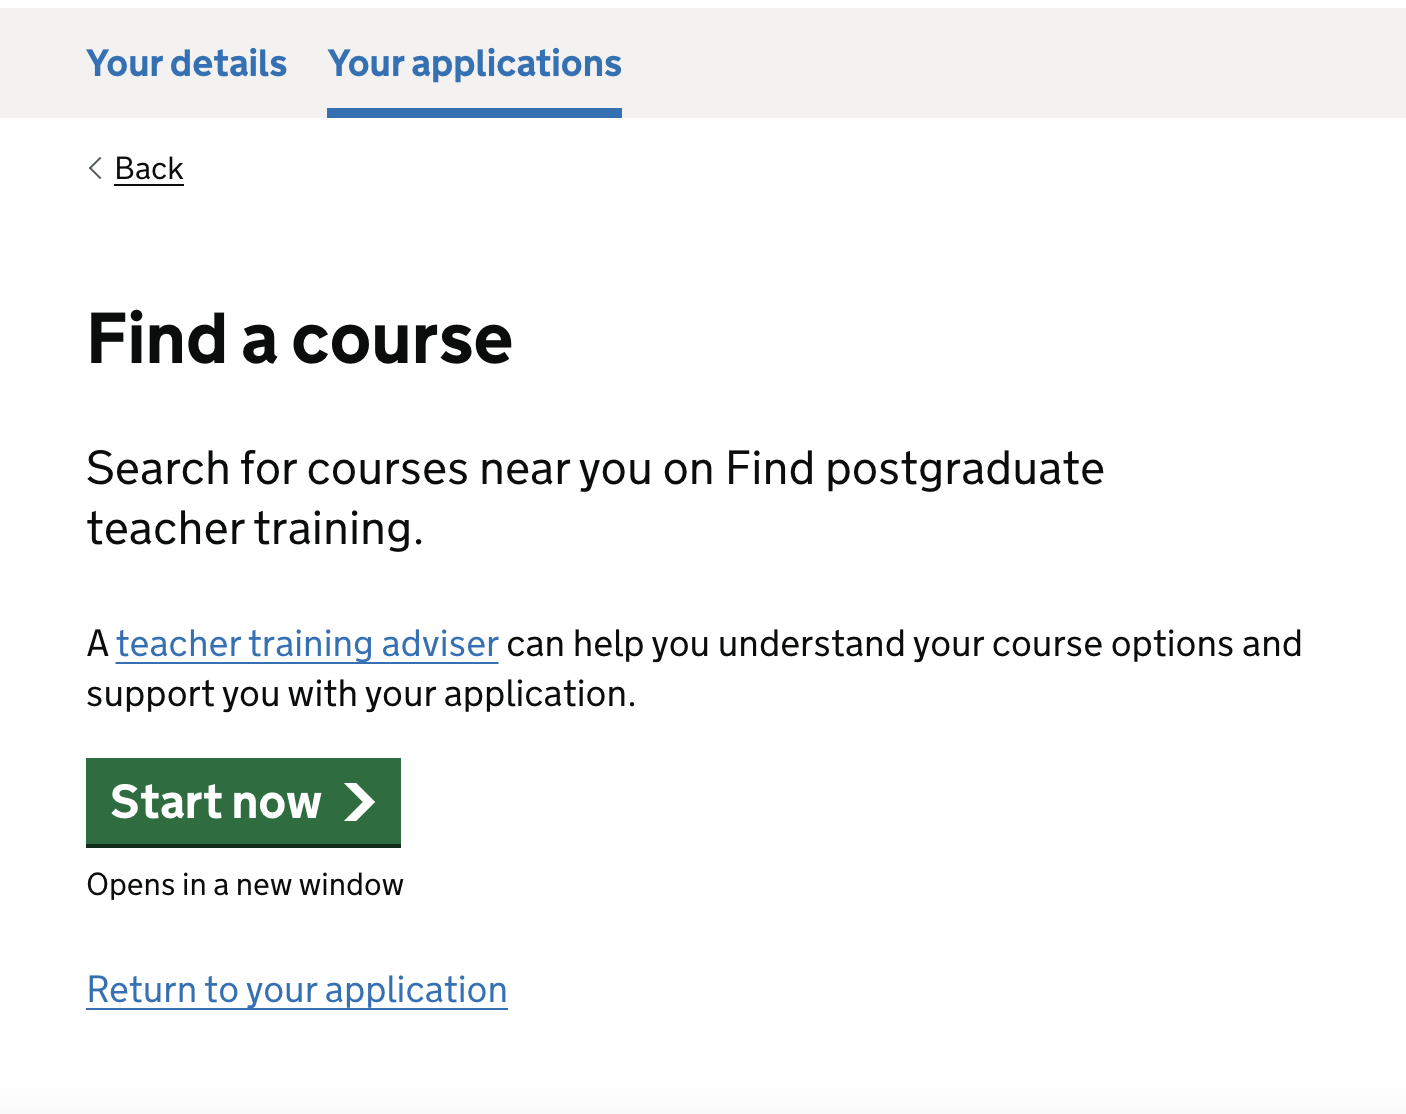 Your details Your applications
Back
Find a course
Search for courses near you on Find postgraduate
teacher training.
A teacher training adviser can help you understand your course options and
support you with your application.
Start now
Opens in a new window
Return to your application